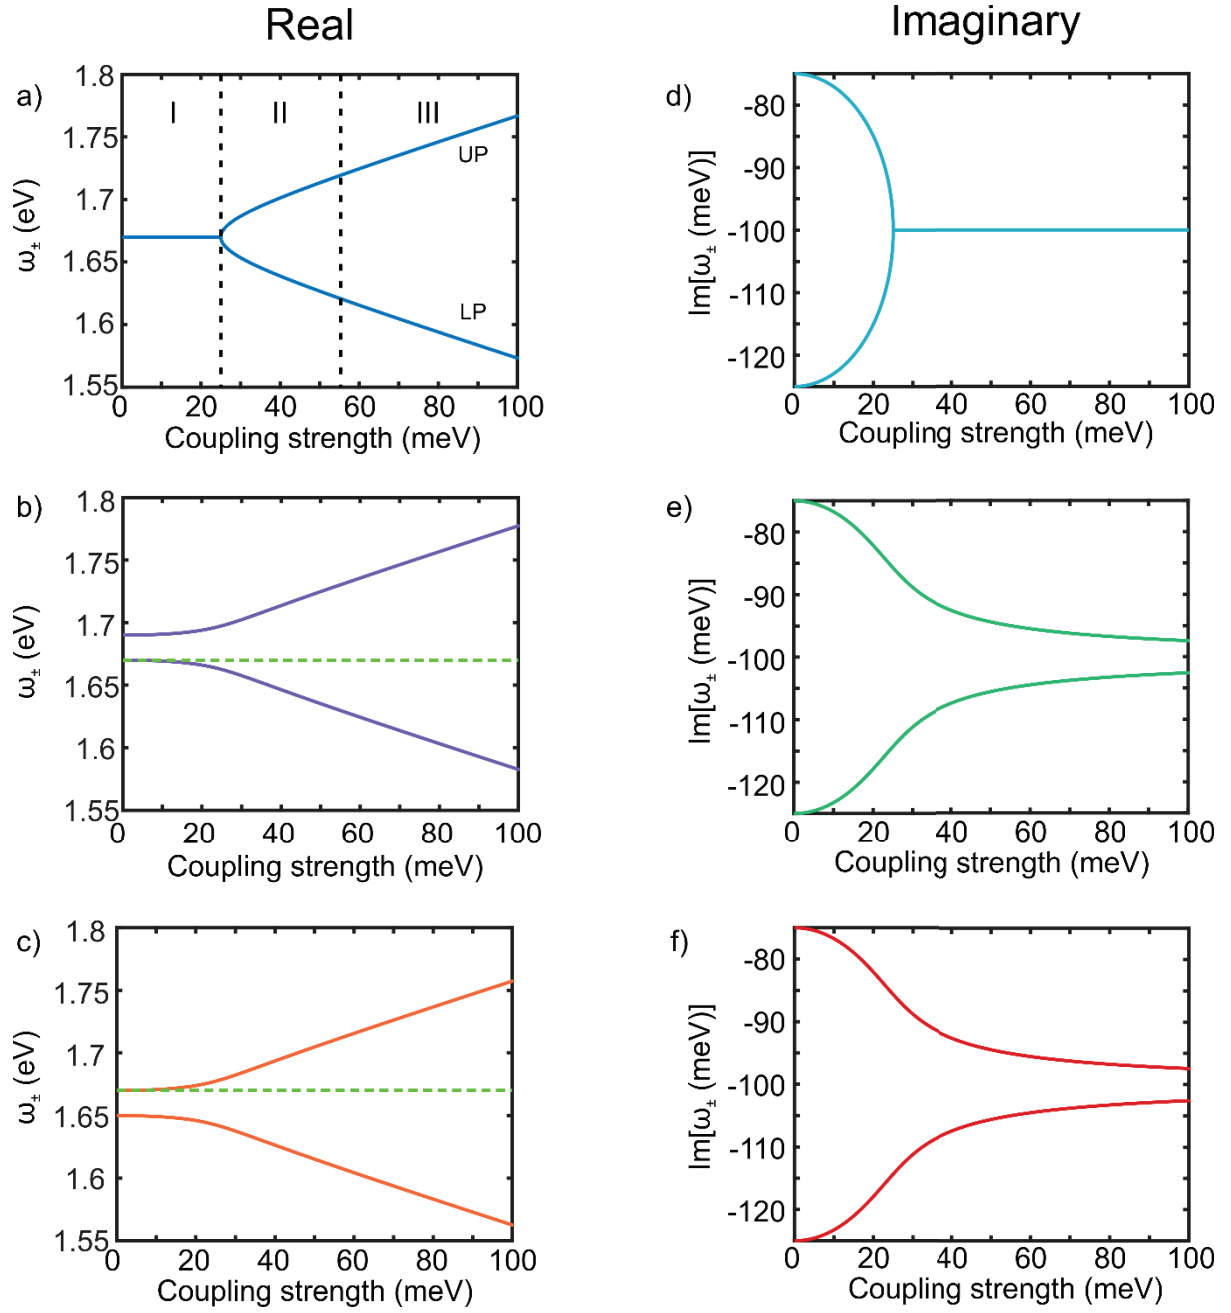 Real
Imaginary
a)
1.8
1.75
1.7
1.65
1.6
1.55
ω± (eV)
I
II
III
UP
LP
0 20 40 60 80 100
Coupling strength (meV)
d)
-80
-90
-100
-110
-120
Im[ω± (meV)]
0 20 40 60 80 100
Coupling strength (meV)
b)
1.8
1.75
1.7
1.65
1.6
1.55
ω± (eV)
0 20 40 60 80 100
Coupling strength (meV)
e)
-80
-90
-100
-110
-120
Im[ω± (meV)]
0 20 40 60 80 100
Coupling strength (meV)
c)
1.8
1.75
1.7
1.65
1.6
1.55
ω± (eV)
0 20 40 60 80 100
Coupling strength (meV)
f)
-80
-90
-100
-110
-120
Im[ω± (meV)]
0 20 40 60 80 100
Coupling strength (meV)